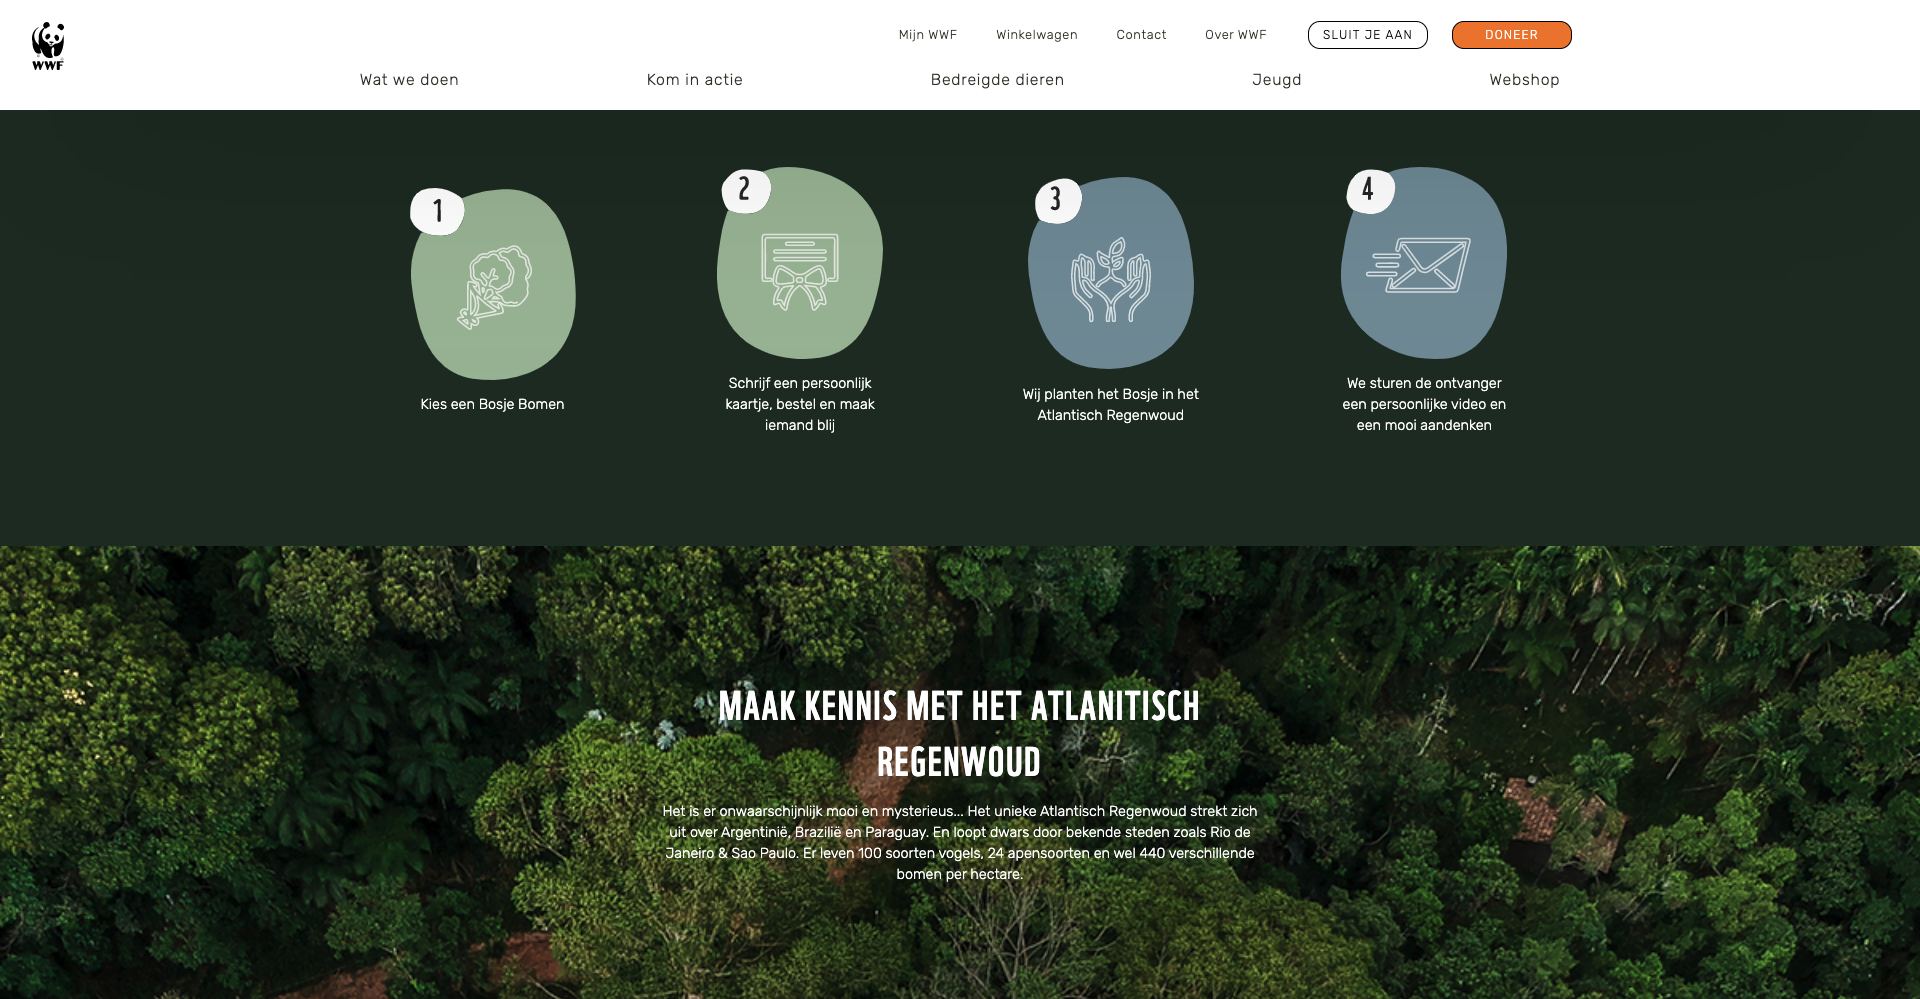 WWF
Mijn WWF
Winkelwagen
Contact
Over WWF
SLUIT JE AAN
DONEER
Wat we doen
Kom in actie
Bedreigde dieren
Jeugd
Webshop
1
Kies een Bosje Bomen
2
Schrijf een persoonlijk
kaartje, bestel en maak
iemand blij
3
Wij planten het Bosje in het
Atlantisch Regenwoud
4
We sturen de ontvanger
een persoonlijke video en
een mooi aandenken
MAAK KENNIS MET HET ATLANITISCH
REGENWOUD
Het is er onwaarschijnlijk mooi en mysterieus... Het unieke Atlantisch Regenwoud strekt zich
uit over Argentinië, Brazilië en Paraguay. En loopt dwars door bekende steden zoals Rio de
Janeiro & Sao Paulo. Er leven 100 soorten vogels, 24 apensoorten en wel 440 verschillende
bomen per hectare.